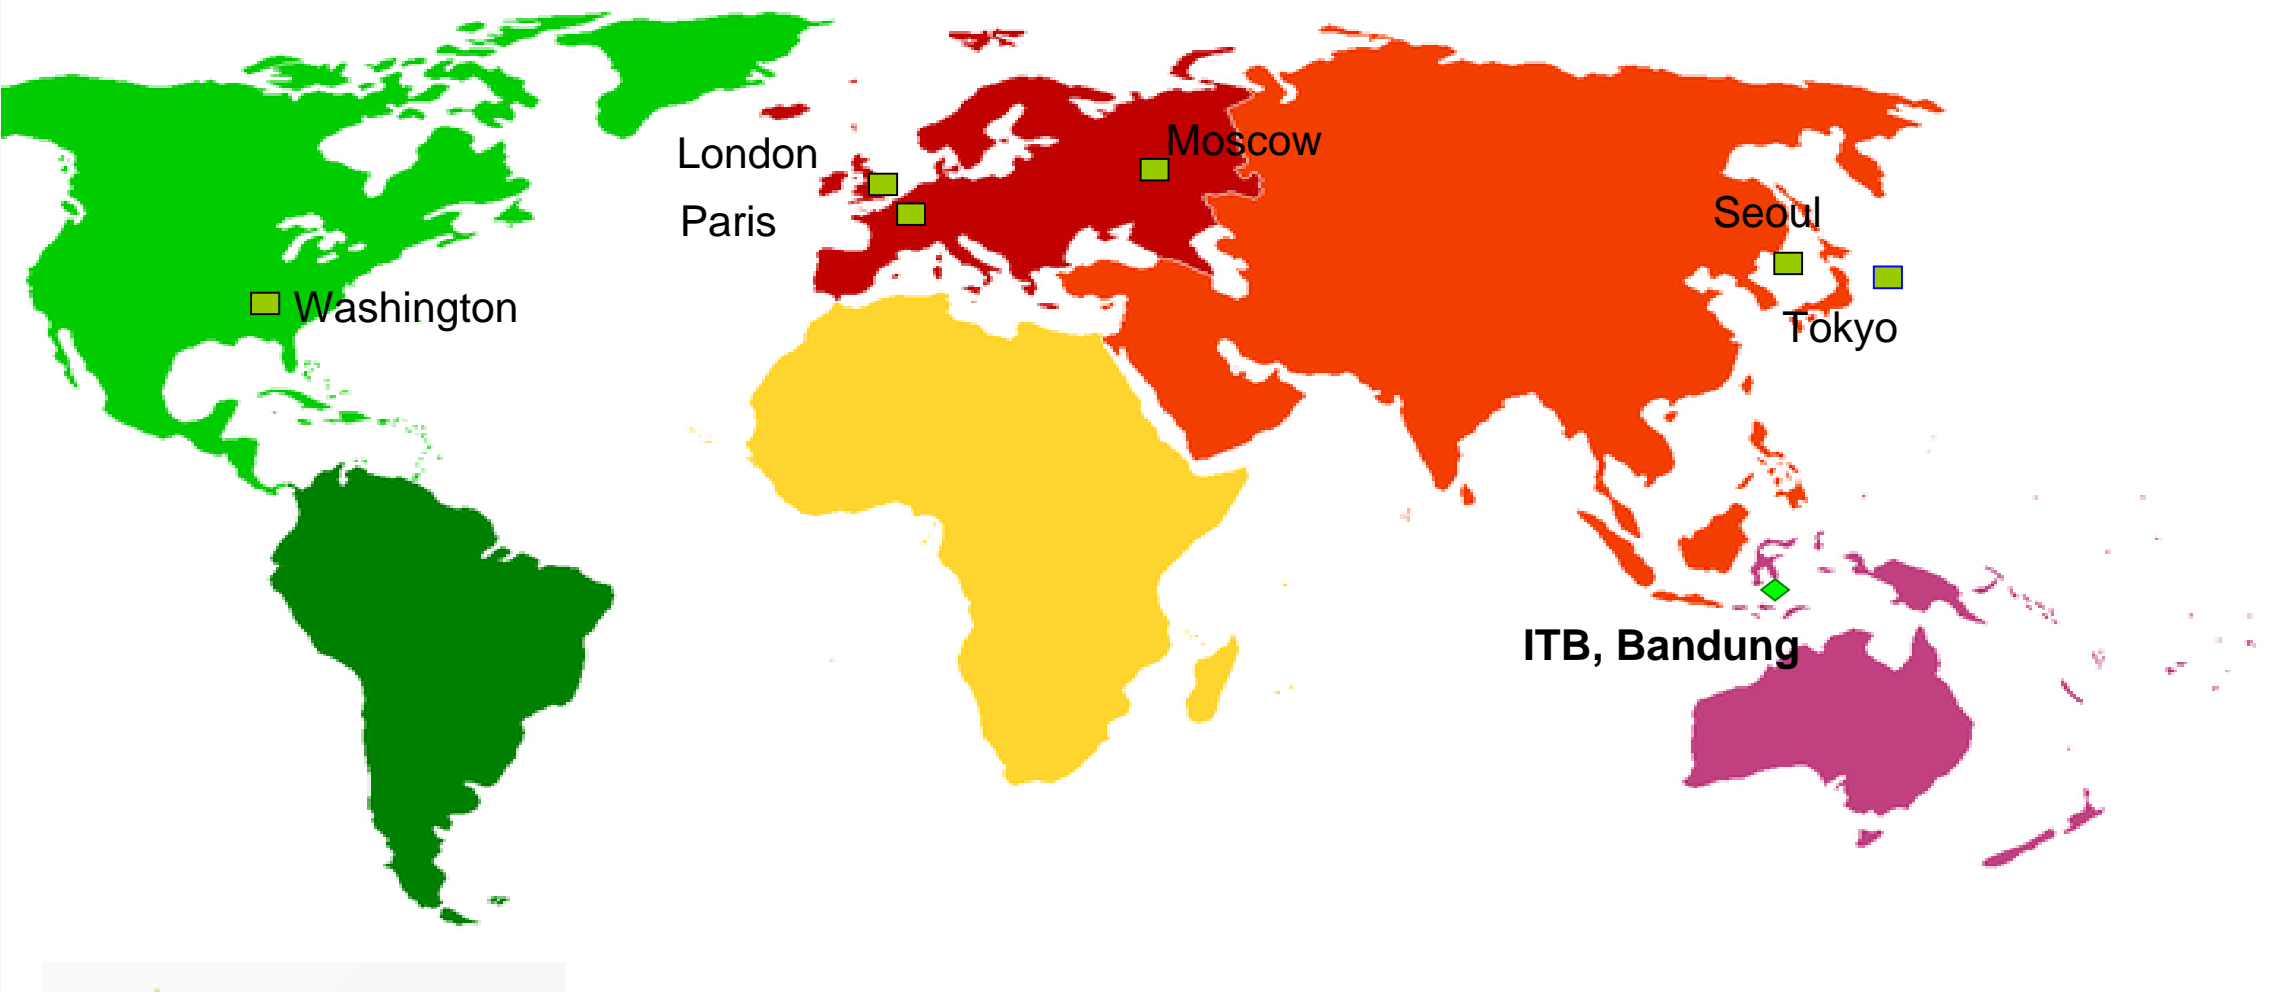 London
Moscow
Paris
Seoul
Washington
Tokyo
ITB, Bandung